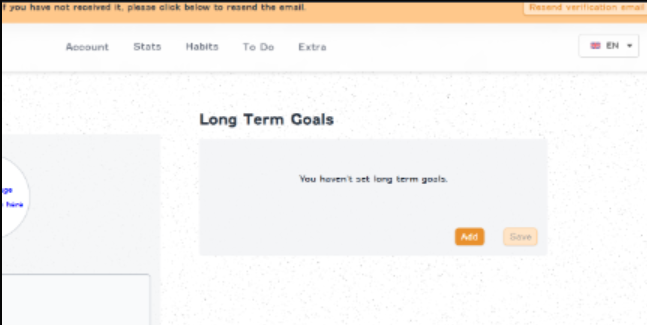 f you have not received it, please click below to resend the email.
Resend verification email
Account Stats Habits To Do Extra
EN
Long Term Goals
You haven't set long term goals.
ge
here
Add Save